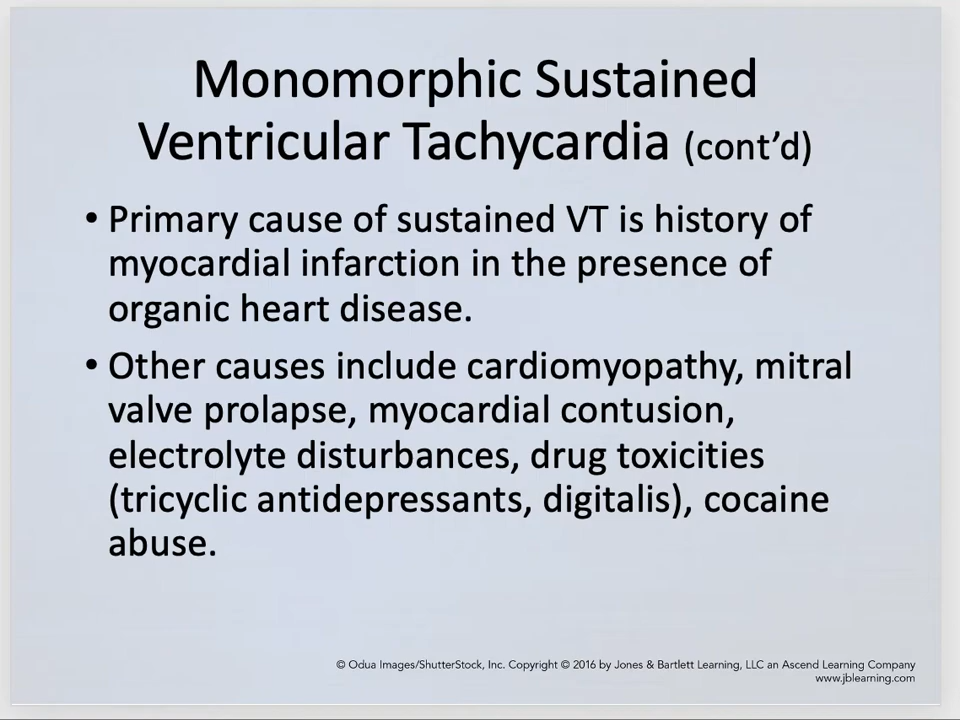 Monomorphic Sustained
Ventricular Tachycardia (cont’d)
• Primary cause of sustained VT is history of
myocardial infarction in the presence of
organic heart disease.
• Other causes include cardiomyopathy, mitral
valve prolapse, myocardial contusion,
electrolyte disturbances, drug toxicities
(tricyclic antidepressants, digitalis), cocaine
abuse.
© Odua Images/ShutterStock, Inc. Copyright © 2016 by Jones & Bartlett Learning, LLC an Ascend Learning Company
www.jblearning.com